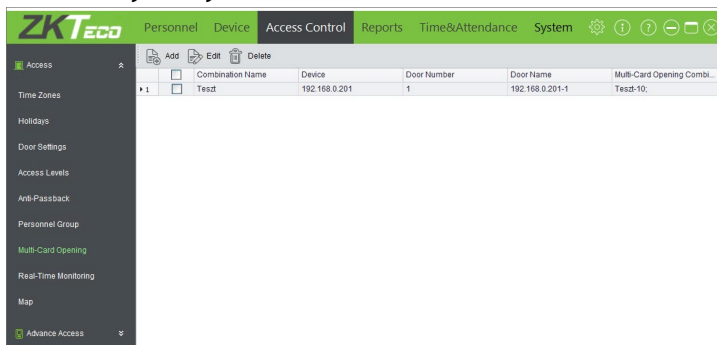 ZKTeco Personnel Device Access Control Reports Time&Attendance System
Access
Add Edit Delete
Combination Name Device Door Number Door Name Multi-Card Opening Combi...
1 Teszt 192.168.0.201 1 192.168.0.201-1 Teszt-10;
Time Zones
Holidays
Door Settings
Access Levels
Anti-Passback
Personnel Group
Multi-Card Opening
Real-Time Monitoring
Map
Advance Access